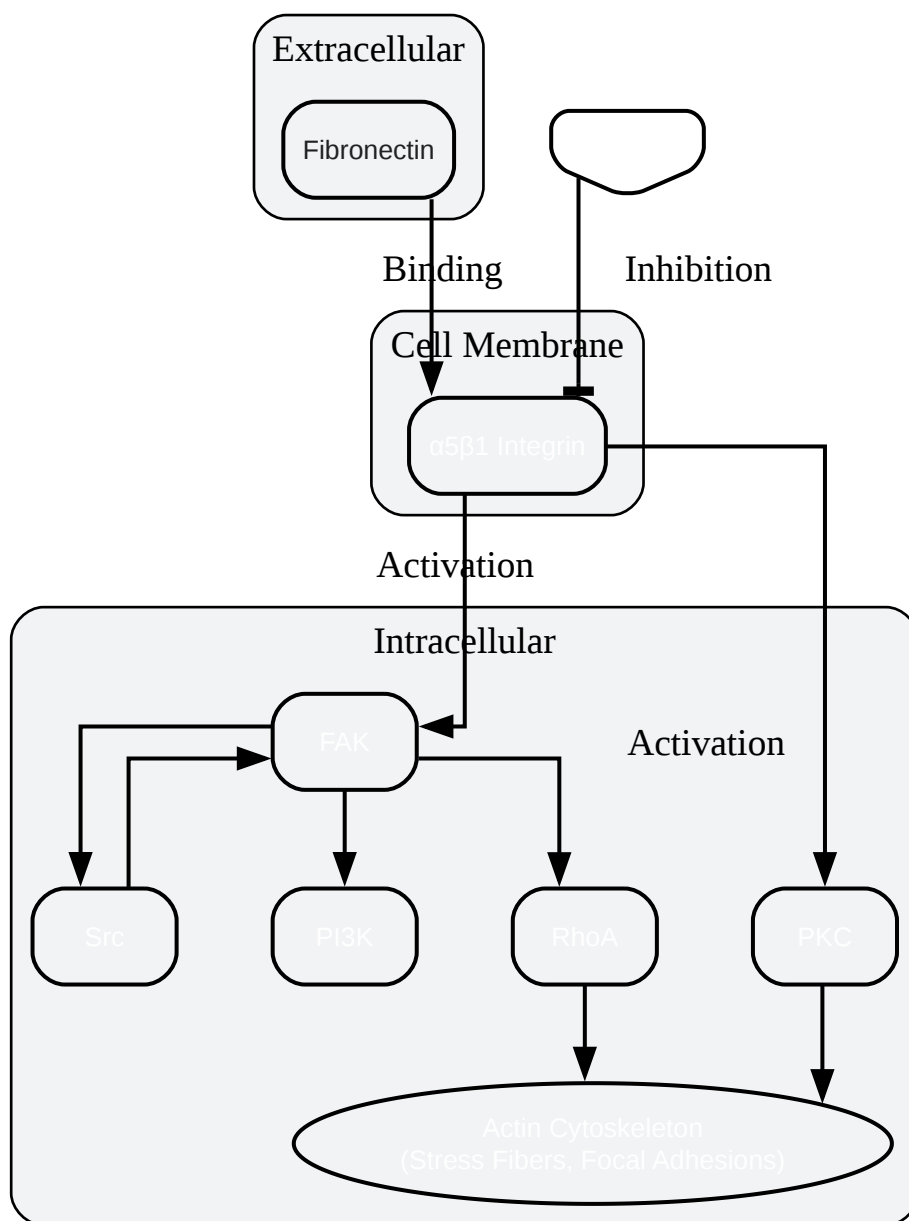 Extracellular
Fibronectin
Binding
Inhibition
Cell Membrane
α5β1 Integrin
Activation
Intracellular
FAK
Activation
Src
PI3K
RhoA
PKC
Actin Cytoskeleton
(Stress Fibers, Focal Adhesions)